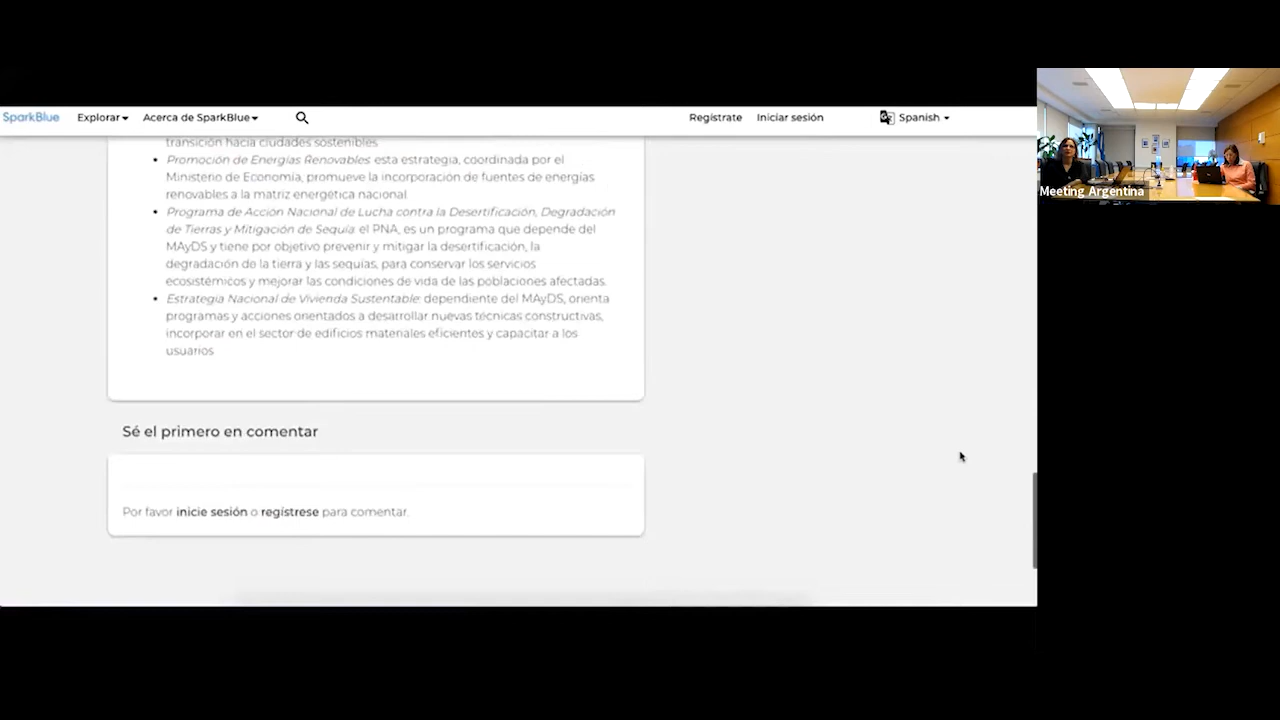 SparkBlue Explorar Acerca de SparkBlue Regístrate Iniciar sesión Spanish
transición hacia ciudades sostenibles
Promoción de Energías Renovables: esta estrategia, coordinada por el
Ministerio de Economía, promueve la incorporación de fuentes de energías
renovables a la matriz energética nacional
Programa de Acción Nacional de Lucha contra la Desertificación, Degradación
de Tierras y Mitigación de Sequía: el PNA, es un programa que depende del
MAyDS y tiene por objetivo prevenir y mitigar la desertificación, la
degradación de la tierra y las sequías, para conservar los servicios
ecosistémicos y mejorar las condiciones de vida de las poblaciones afectadas.
Estrategia Nacional de Vivienda Sustentable: dependiente del MAyDS, orienta
programas y acciones orientados a desarrollar nuevas técnicas constructivas,
incorporar en el sector de edificios materiales eficientes y capacitar a los
usuarios
Sé el primero en comentar
Por favor inicie sesión o regístrese para comentar.
Meeting Argentina